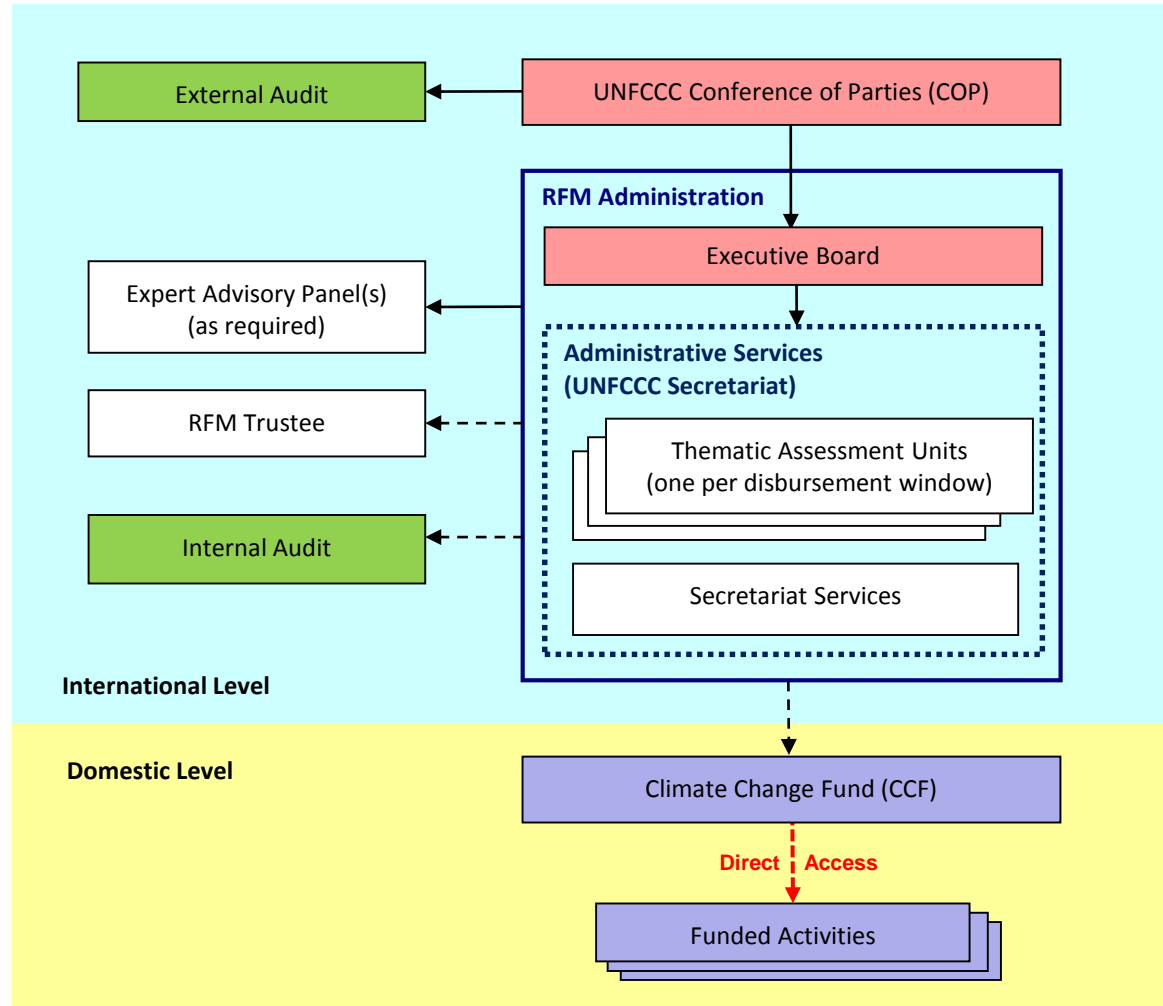 External Audit
UNFCCC Conference of Parties (COP)
RFM Administration
Executive Board
Expert Advisory Panel(s)
(as required)
Administrative Services
(UNFCCC Secretariat)
RFM Trustee
Thematic Assessment Units
(one per disbursement window)
Internal Audit
Secretariat Services
International Level
Domestic Level
Climate Change Fund (CCF)
Direct Access
Funded Activities